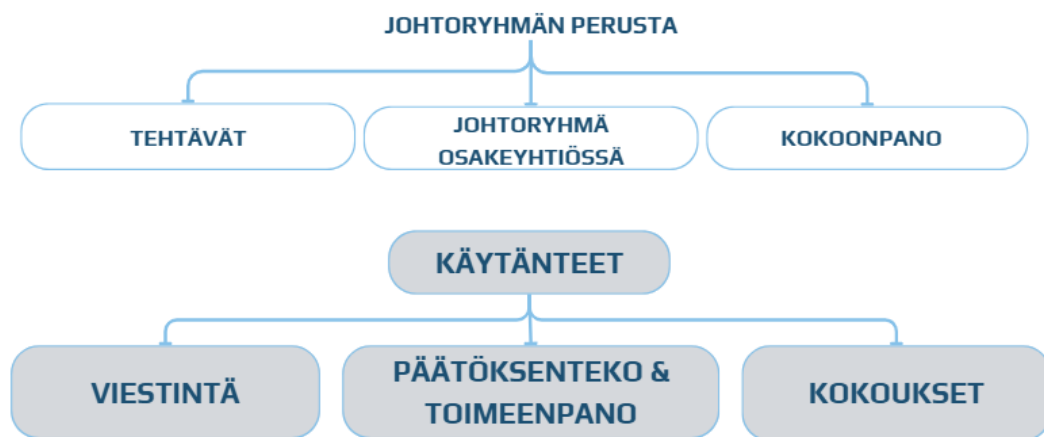 JOHTORYHMÄN PERUSTA
TEHTÄVÄT
JOHTORYHMÄ
OSAKEYHTIÖSSÄ
KOKOONPANO
KÄYTÄNTEET
VIESTINTÄ
PÄÄTÖKSENTEKO &
TOIMEENPANO
KOKOUKSET